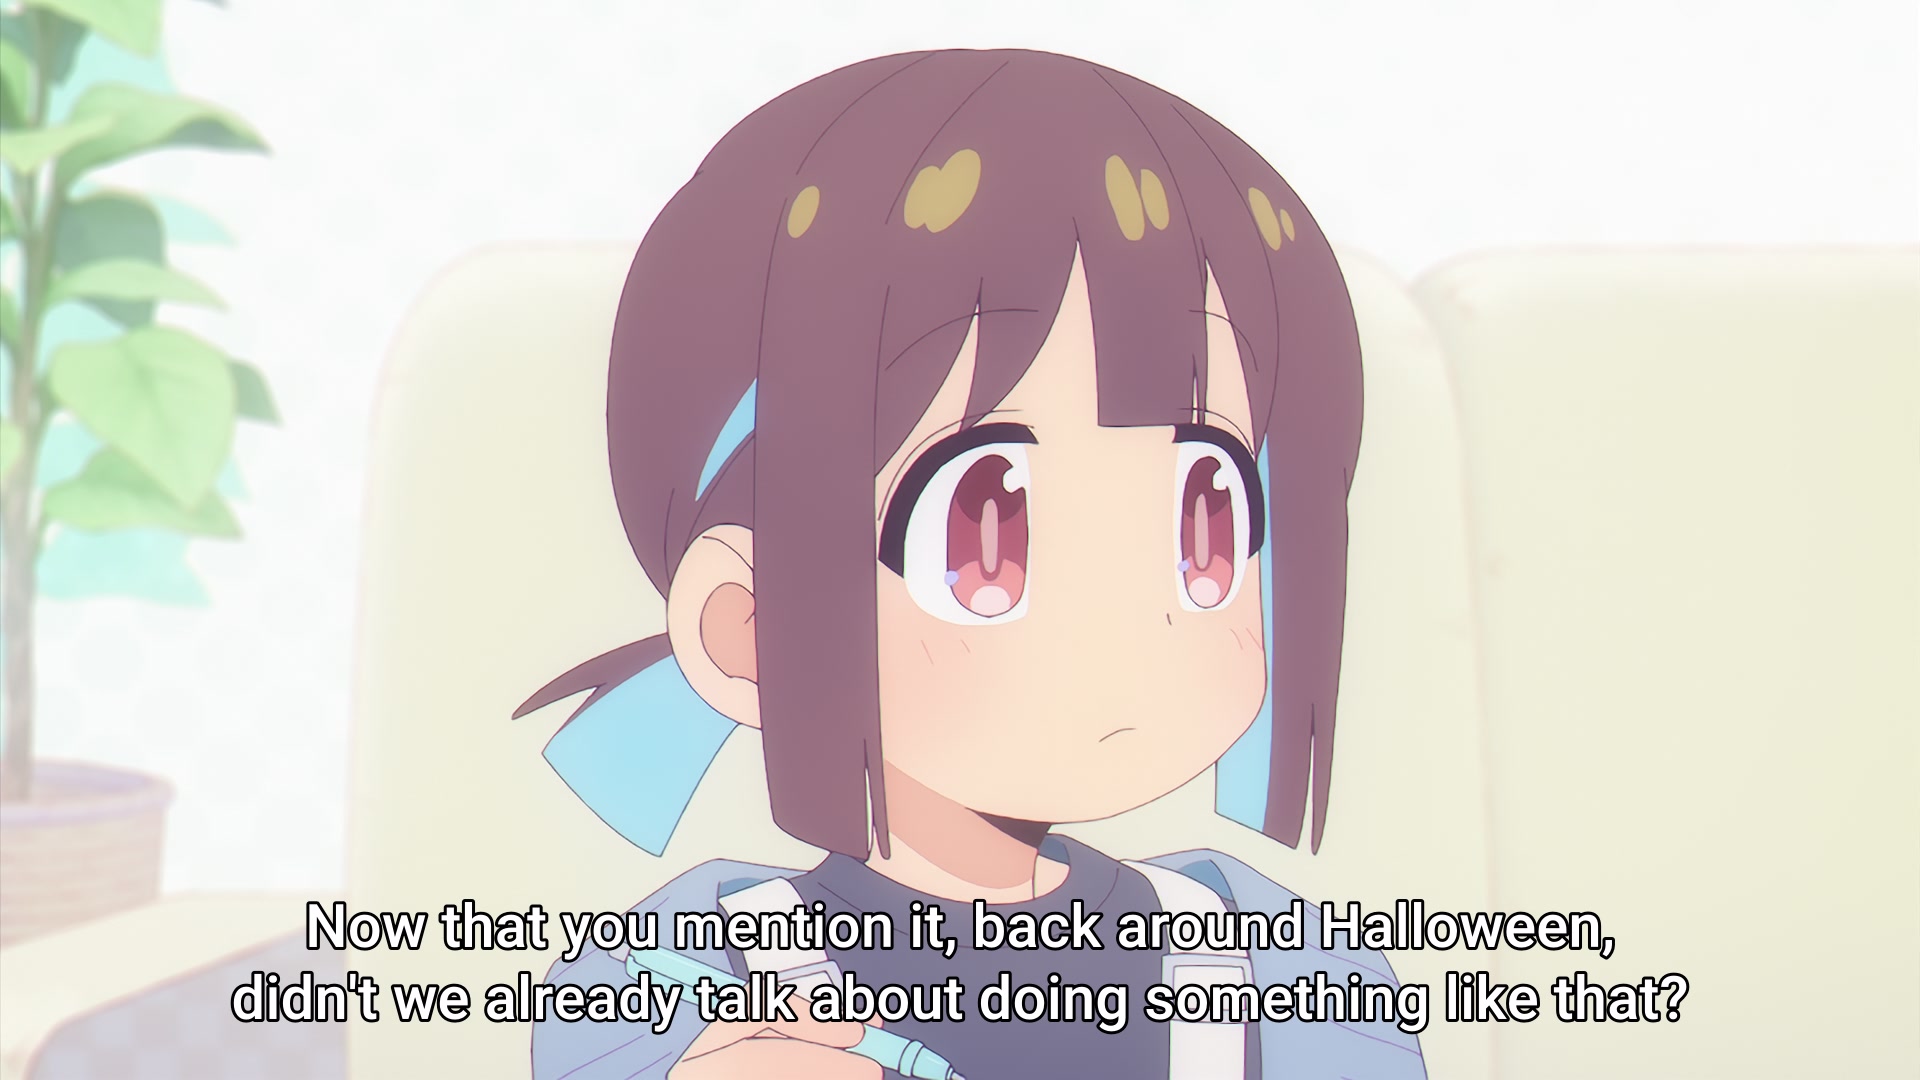 Now that you mention it, back around Halloween,
didn't we already talk about doing something like that?